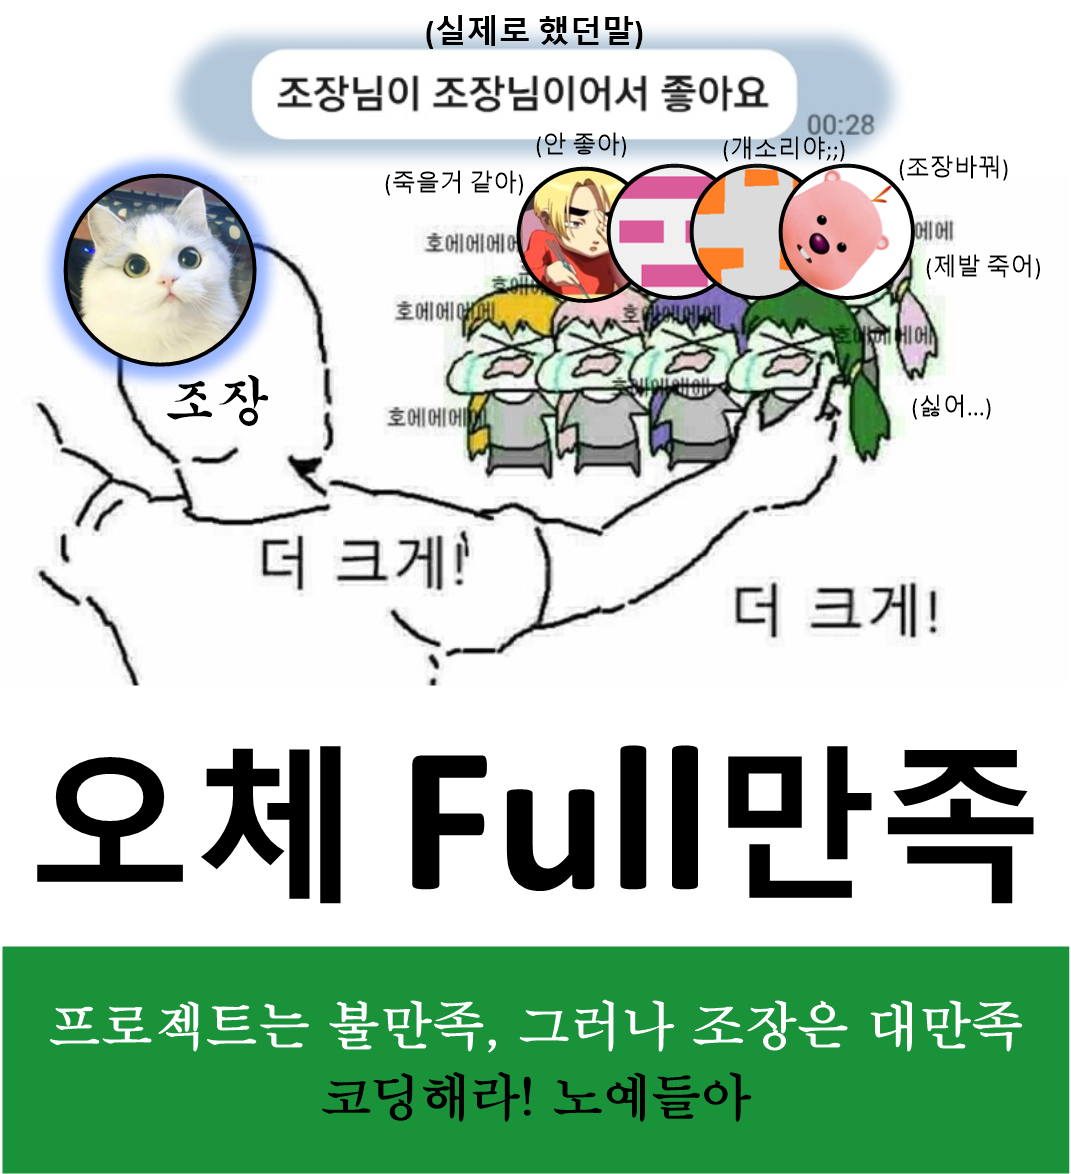 (실제로 했던말)
조장님이 조장님이어서 좋아요
00:28
(안 좋아)
(개소리야;;)
(죽을거 같아)
(조장바꿔)
호에에에에
에에
(제발 죽어)
호에에
호에에에에
호에에에에
호에에에에
호에에에에
조장
호에에에에
(싫어...)
더 크게!
더 크게!
오체 Full만족
프로젝트는 불만족, 그러나 조장은 대만족
코딩해라! 노예들아